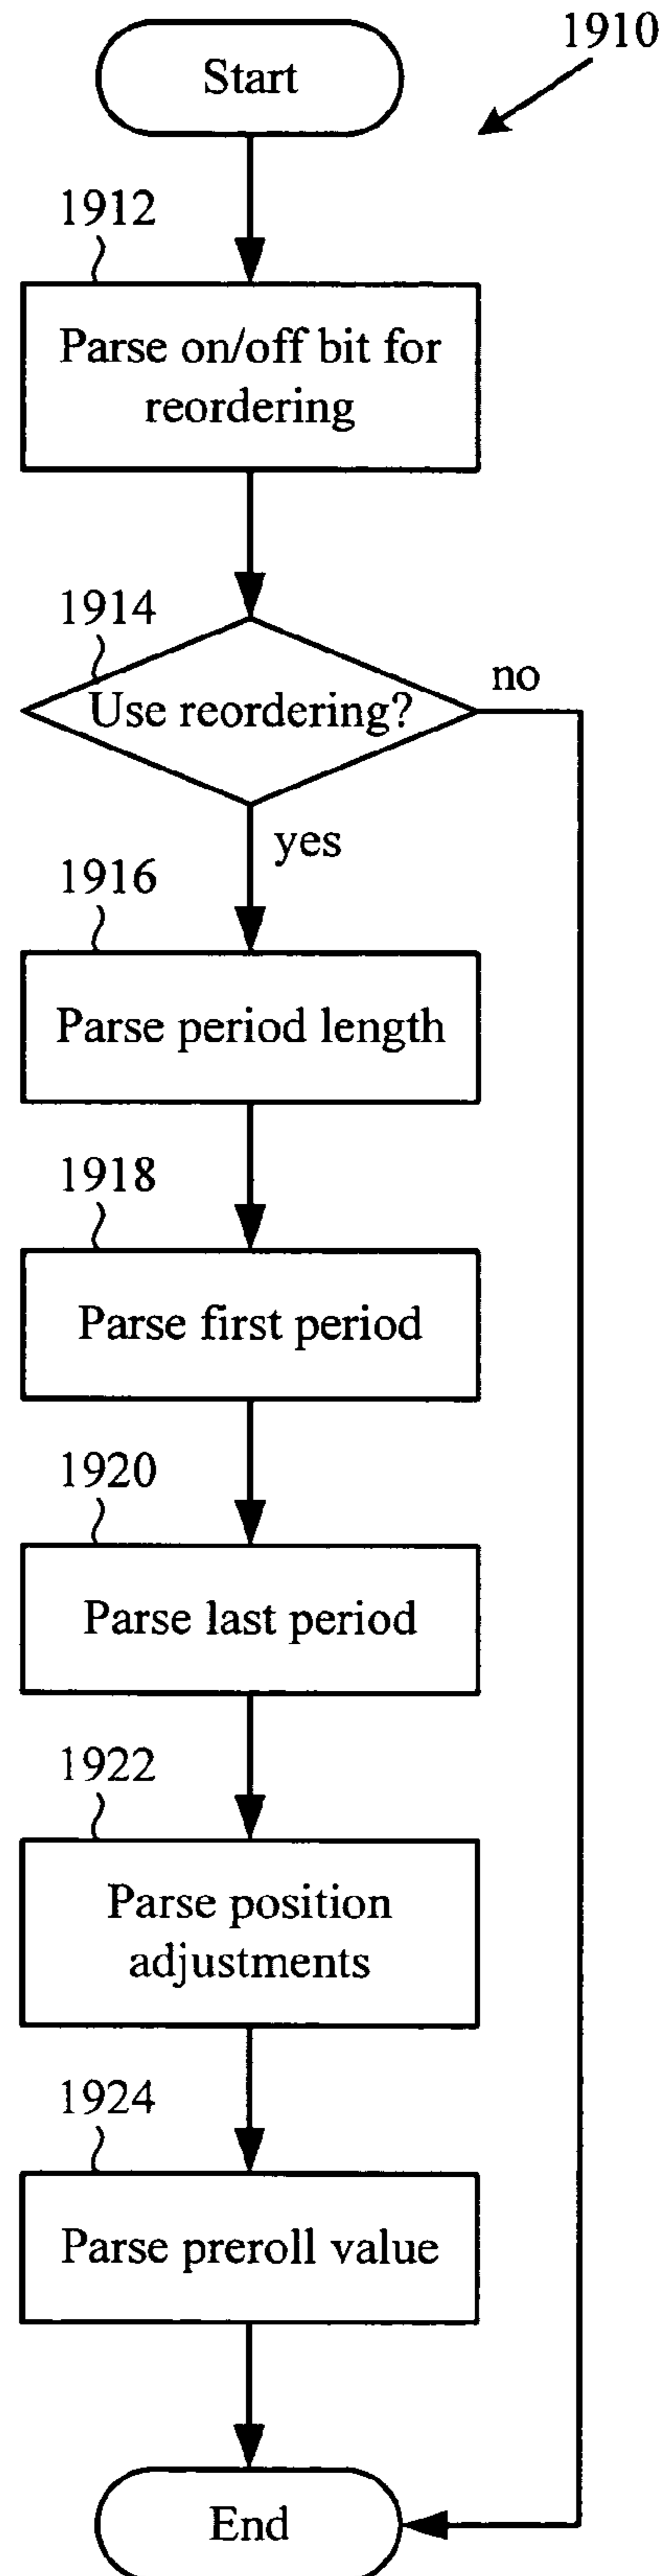 1910
Start
1912
Parse on/off bit for
reordering
1914
Use reordering?
no
yes
1916
Parse period length
1918
Parse first period
1920
Parse last period
1922
Parse position
adjustments
1924
Parse preroll value
End